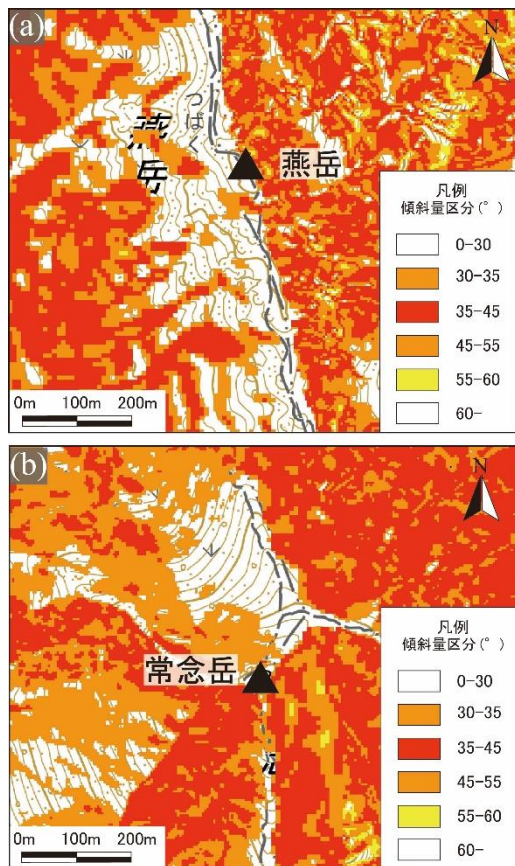 (a)
N
つばく
燕
岳
燕岳
凡例
傾斜量区分(°)
0-30
30-35
35-45
45-55
55-60
60-
0m 100m 200m
(b)
N
常念岳
凡例
傾斜量区分(°)
0-30
30-35
35-45
45-55
55-60
60-
0m 100m 200m